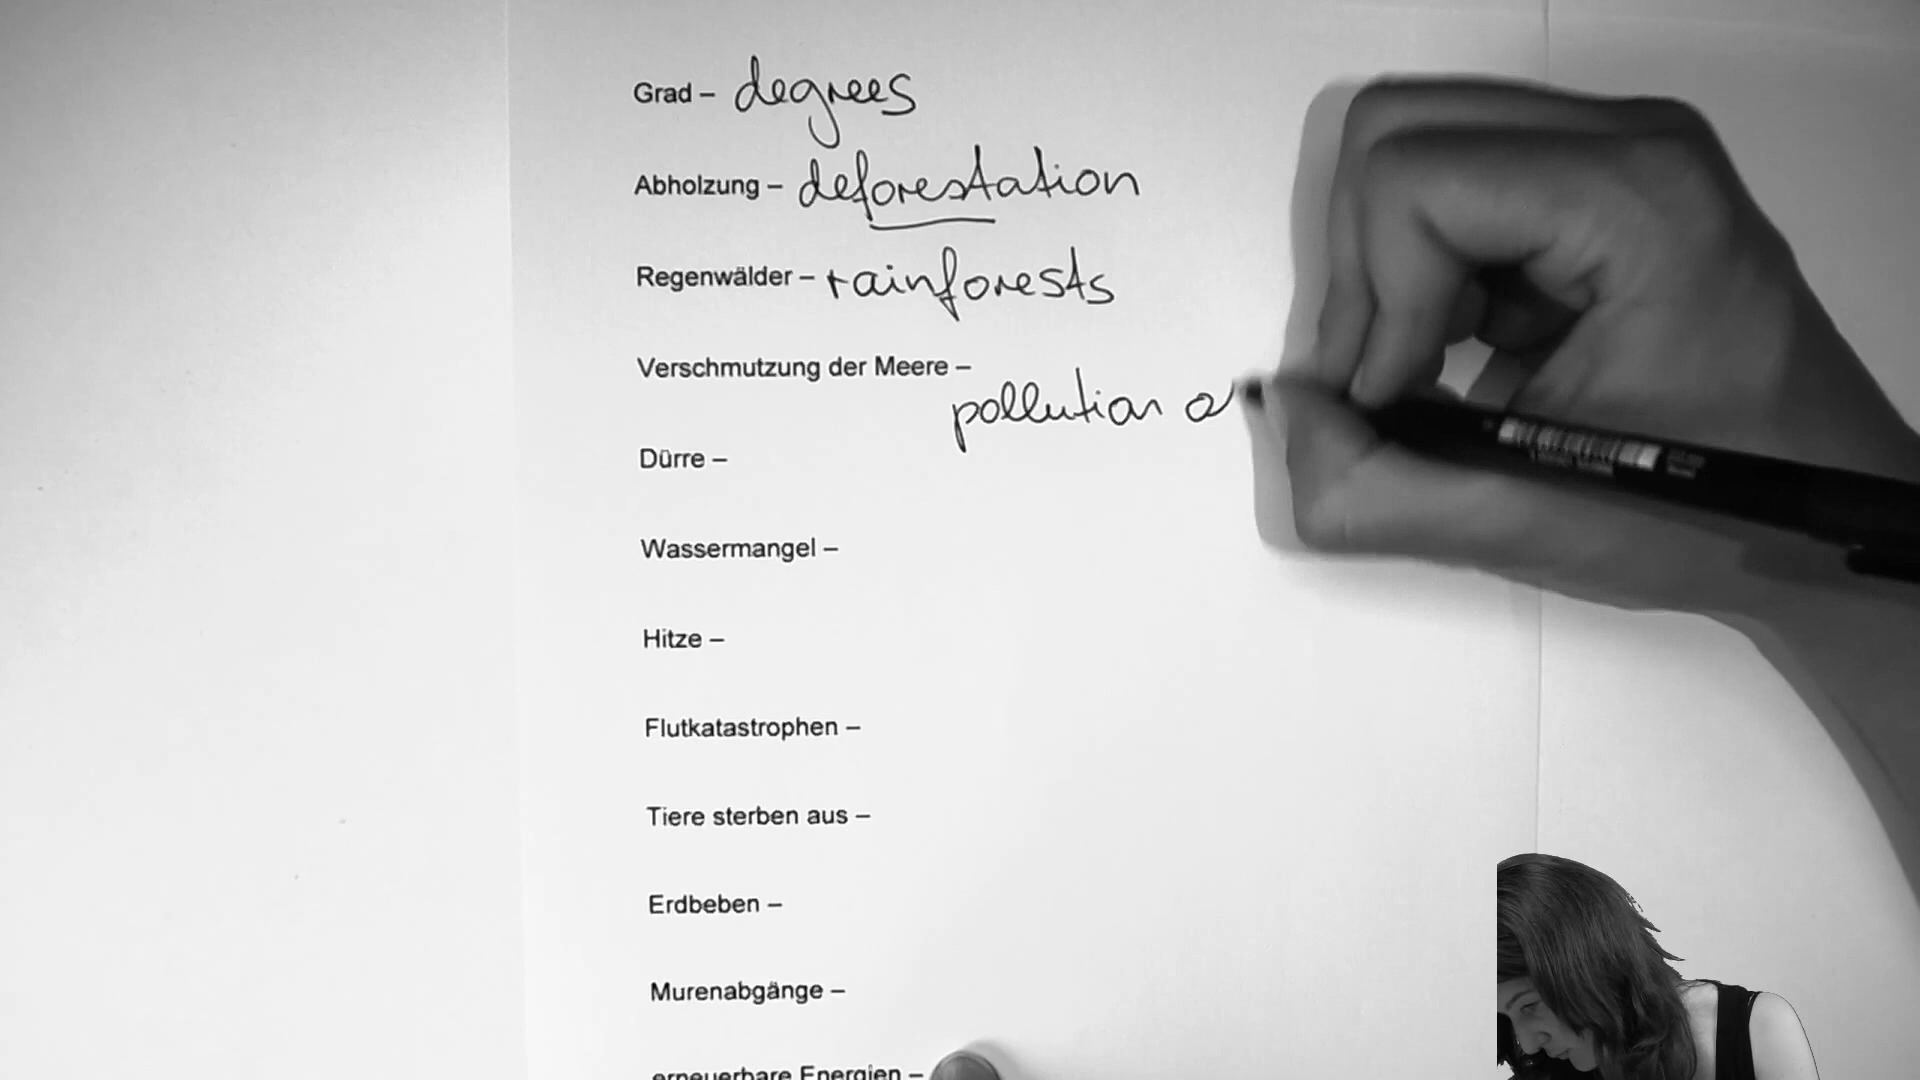 Grad – degrees
Abholzung – deforestation
Regenwälder – rainforests
Verschmutzung der Meere –
pollution o
Dürre –
Wassermangel –
Hitze –
Flutkatastrophen –
Tiere sterben aus –
Erdbeben –
Murenabgänge –
erneuerbare Energien –